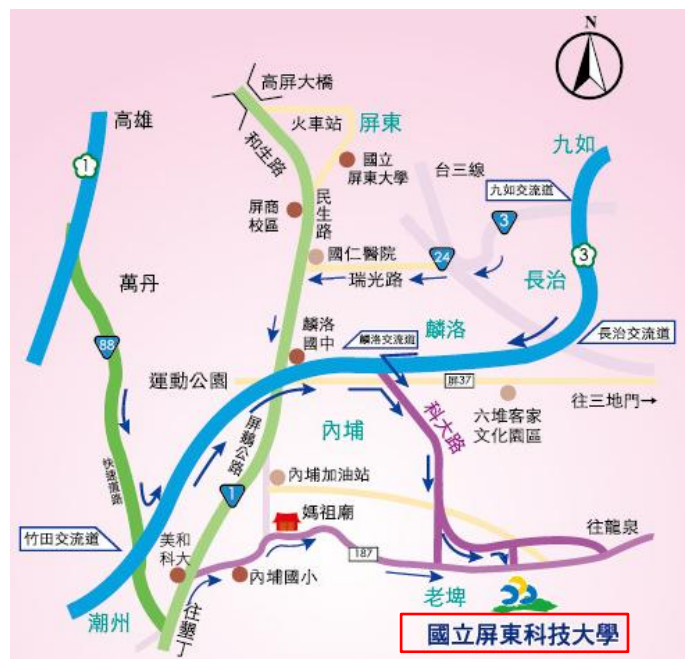 N
高屏大橋
高雄
火車站
屏東
九如
1
和生路
國立
屏東大學
台三線
九如交流道
民生路
屏商
校區
3
國仁醫院
24
3
萬丹
瑞光路
長治
麟洛
國中
麟洛交流道
麟洛
長治交流道
88
運動公園
屏37
往三地門→
六堆客家
文化園區
科大路
屏鵝公路
內埔
快速道路
內埔加油站
1
媽祖廟
往龍泉
竹田交流道
美和
科大
187
內埔國小
老埤
潮州
往墾丁
國立屏東科技大學